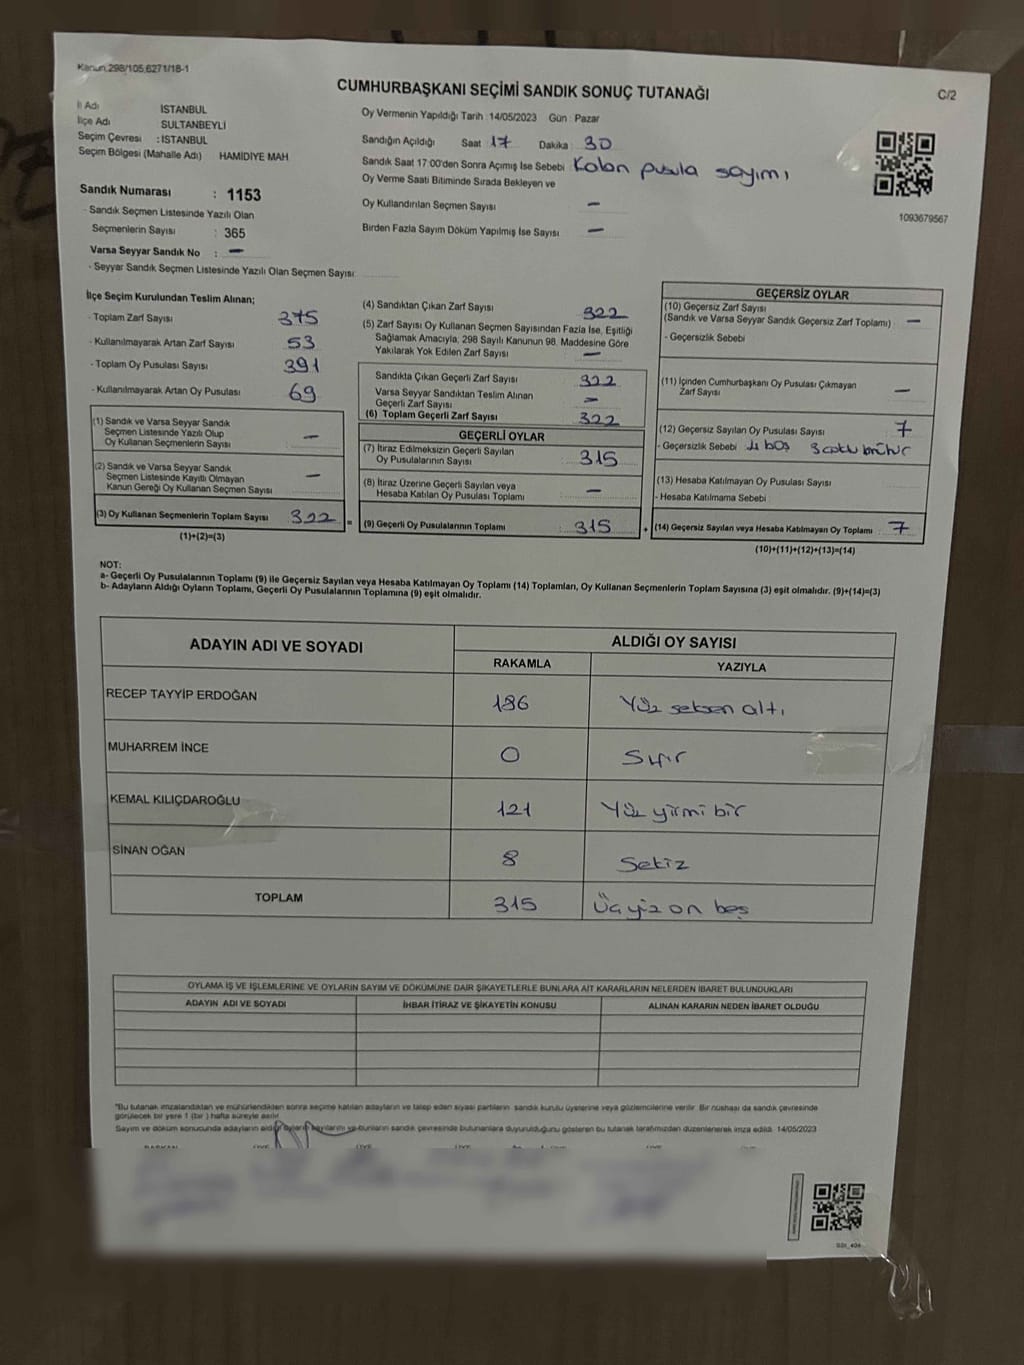 Kanun.298/105.6271/18-1
CUMHURBAŞKANI SEÇİMİ SANDIK SONUÇ TUTANAĞI
C/2
İl Adı İSTANBUL
İlçe Adı : SULTANBEYLİ
Seçim Çevresi : İSTANBUL
Seçim Bölgesi (Mahalle Adı) HAMİDİYE MAH
Sandık Numarası : 1153
- Sandık Seçmen Listesinde Yazılı Olan
Seçmenlerin Sayısı : 365
Varsa Seyyar Sandık No : -
- Seyyar Sandık Seçmen Listesinde Yazılı Olan Seçmen Sayısı
Oy Vermenin Yapıldığı Tarih : 14/05/2023 Gün : Pazar
Sandığın Açıldığı Saat 17 Dakika : 30
Sandık Saat 17:00'den Sonra Açımış İse Sebebi Kalan pusula sayımı
Oy Verme Saati Bitiminde Sırada Bekleyen ve
Oy Kullandırılan Seçmen Sayısı -
Birden Fazla Sayım Döküm Yapılmış İse Sayısı -
1093679567
İlçe Seçim Kurulundan Teslim Alınan;
- Toplam Zarf Sayısı 375
- Kullanılmayarak Artan Zarf Sayısı 53
- Toplam Oy Pusulası Sayısı 391
- Kullanılmayarak Artan Oy Pusulası 69
(1) Sandık ve Varsa Seyyar Sandık
Seçmen Listesinde Yazılı Olup
Oy Kullanan Seçmenlerin Sayısı -
(2) Sandık ve Varsa Seyyar Sandık
Seçmen Listesinde Kayıtlı Olmayan
Kanun Gereği Oy Kullanan Seçmen Sayısı -
(3) Oy Kullanan Seçmenlerin Toplam Sayısı 322 =
(1)+(2)=(3)
(4) Sandıktan Çıkan Zarf Sayısı 322
(5) Zarf Sayısı Oy Kullanan Seçmen Sayısından Fazla İse, Eşitliği
Sağlamak Amacıyla, 298 Sayılı Kanunun 98. Maddesine Göre
Yakılarak Yok Edilen Zarf Sayısı -
Sandıkta Çıkan Geçerli Zarf Sayısı 322
Varsa Seyyar Sandıktan Teslim Alınan
Geçerli Zarf Sayısı -
(6) Toplam Geçerli Zarf Sayısı 322
GEÇERLİ OYLAR
(7) İtiraz Edilmeksizin Geçerli Sayılan
Oy Pusulalarının Sayısı 315
(8) İtiraz Üzerine Geçerli Sayılan veya
Hesaba Katılan Oy Pusulası Toplamı : -
(9) Geçerli Oy Pusulalarının Toplamı : 315 +
GEÇERSİZ OYLAR
(10) Geçersiz Zarf Sayısı
(Sandık ve Varsa Seyyar Sandık Geçersiz Zarf Toplamı) -
- Geçersizlik Sebebi
(11) İçinden Cumhurbaşkanı Oy Pusulası Çıkmayan
Zarf Sayısı -
(12) Geçersiz Sayılan Oy Pusulası Sayısı 7
- Geçersizlik Sebebi 4 boş 3
(13) Hesaba Katılmayan Oy Pusulası Sayısı :
- Hesaba Katılmama Sebebi
(14) Geçersiz Sayılan veya Hesaba Katılmayan Oy Toplamı : 7
(10)+(11)+(12)+(13)=(14)
NOT:
a- Geçerli Oy Pusulalarının Toplamı (9) ile Geçersiz Sayılan veya Hesaba Katılmayan Oy Toplamı (14) Toplamları, Oy Kullanan Seçmenlerin Toplam Sayısına (3) eşit olmalıdır. (9)+(14)=(3)
b- Adayların Aldığı Oyların Toplamı, Geçerli Oy Pusulalarının Toplamına (9) eşit olmalıdır.
ADAYIN ADI VE SOYADI
ALDIĞI OY SAYISI
RAKAMLA YAZIYLA
RECEP TAYYİP ERDOĞAN 186 Yüz seksen altı
MUHARREM İNCE 0 Sıfır
KEMAL KILIÇDAROĞLU 121 Yüz yirmi bir
SİNAN OĞAN 8 Sekiz
TOPLAM 315 Üçyüz on beş
OYLAMA İŞ VE İŞLEMLERİNE VE OYLARIN SAYIM VE DÖKÜMÜNE DAİR ŞİKAYETLERLE BUNLARA AİT KARARLARIN NELERDEN İBARET BULUNDUKLARI
ADAYIN ADI VE SOYADI İHBAR İTİRAZ VE ŞİKAYETİN KONUSU ALINAN KARARIN NEDEN İBARET OLDUĞU
*Bu tutanak imzalandıktan ve mühürlendikten sonra seçime katılan adayların ve talep eden siyasi partilerin sandık kurulu üyelerine veya gözlemcilerine verilir. Bir nüshası da sandık çevresinde
görülecek bir yere 1 (bir ) hafta süreyle asılır.
Sayım ve döküm sonucunda adayların aldığı oyların sayılarını ve bunların sandık çevresinde bulunanlara duyurulduğunu gösteren bu tutanak tarafımızdan düzenlenerek imza edildi. 14/05/2023